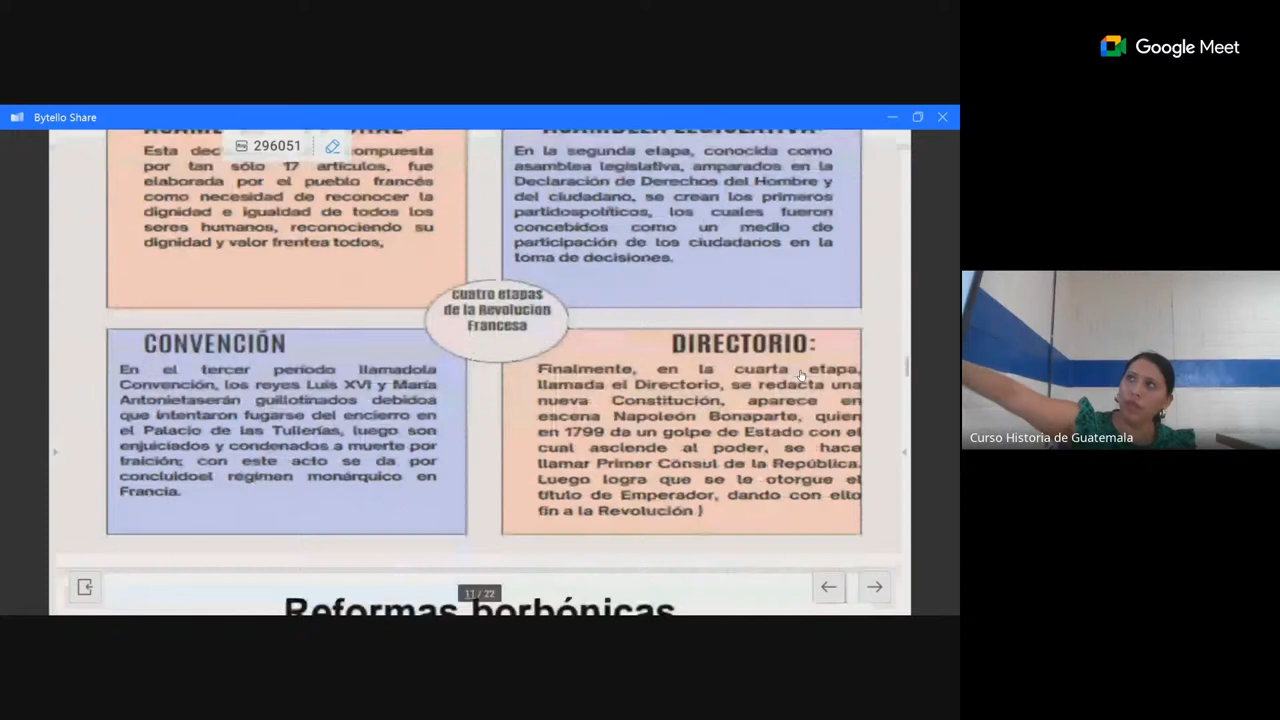 Google Meet
Bytello Share
296051
ASAMBLEA LEGISLATIVA:
Esta dec ompuesta
por tan sólo 17 artículos, fue
elaborada por el pueblo francés
como necesidad de reconocer la
dignidad e igualdad de todos los
seres humanos, reconociendo su
dignidad y valor frentea todos,
En la segunda etapa, conocida como
asamblea legislativa, amparados en la
Declaración de Derechos del Hombre y
del ciudadano, se crean los primeros
partidospolíticos, los cuales fueron
concebidos como un medio de
participación de los ciudadanos en la
toma de decisiones.
cuatro etapas
de la Revolucion
Francesa
CONVENCIÓN
En el tercer período llamadola
Convención, los reyes Luis XVI y María
Antonietaserán guillotinados debidoa
que intentaron fugarse del encierro en
el Palacio de las Tullerías, luego son
enjuiciados y condenados a muerte por
traición; con este acto se da por
concluidoel régimen monárquico en
Francia.
DIRECTORIO:
Finalmente, en la cuarta etapa,
llamada el Directorio, se redacta una
nueva Constitución, aparece en
escena Napoleón Bonaparte, quien
en 1799 da un golpe de Estado con el
cual asciende al poder, se hace
llamar Primer Cónsul de la República.
Luego logra que se le otorgue el
título de Emperador, dando con ello
fin a la Revolución )
11 / 22
Reformas borbónicas
Curso Historia de Guatemala